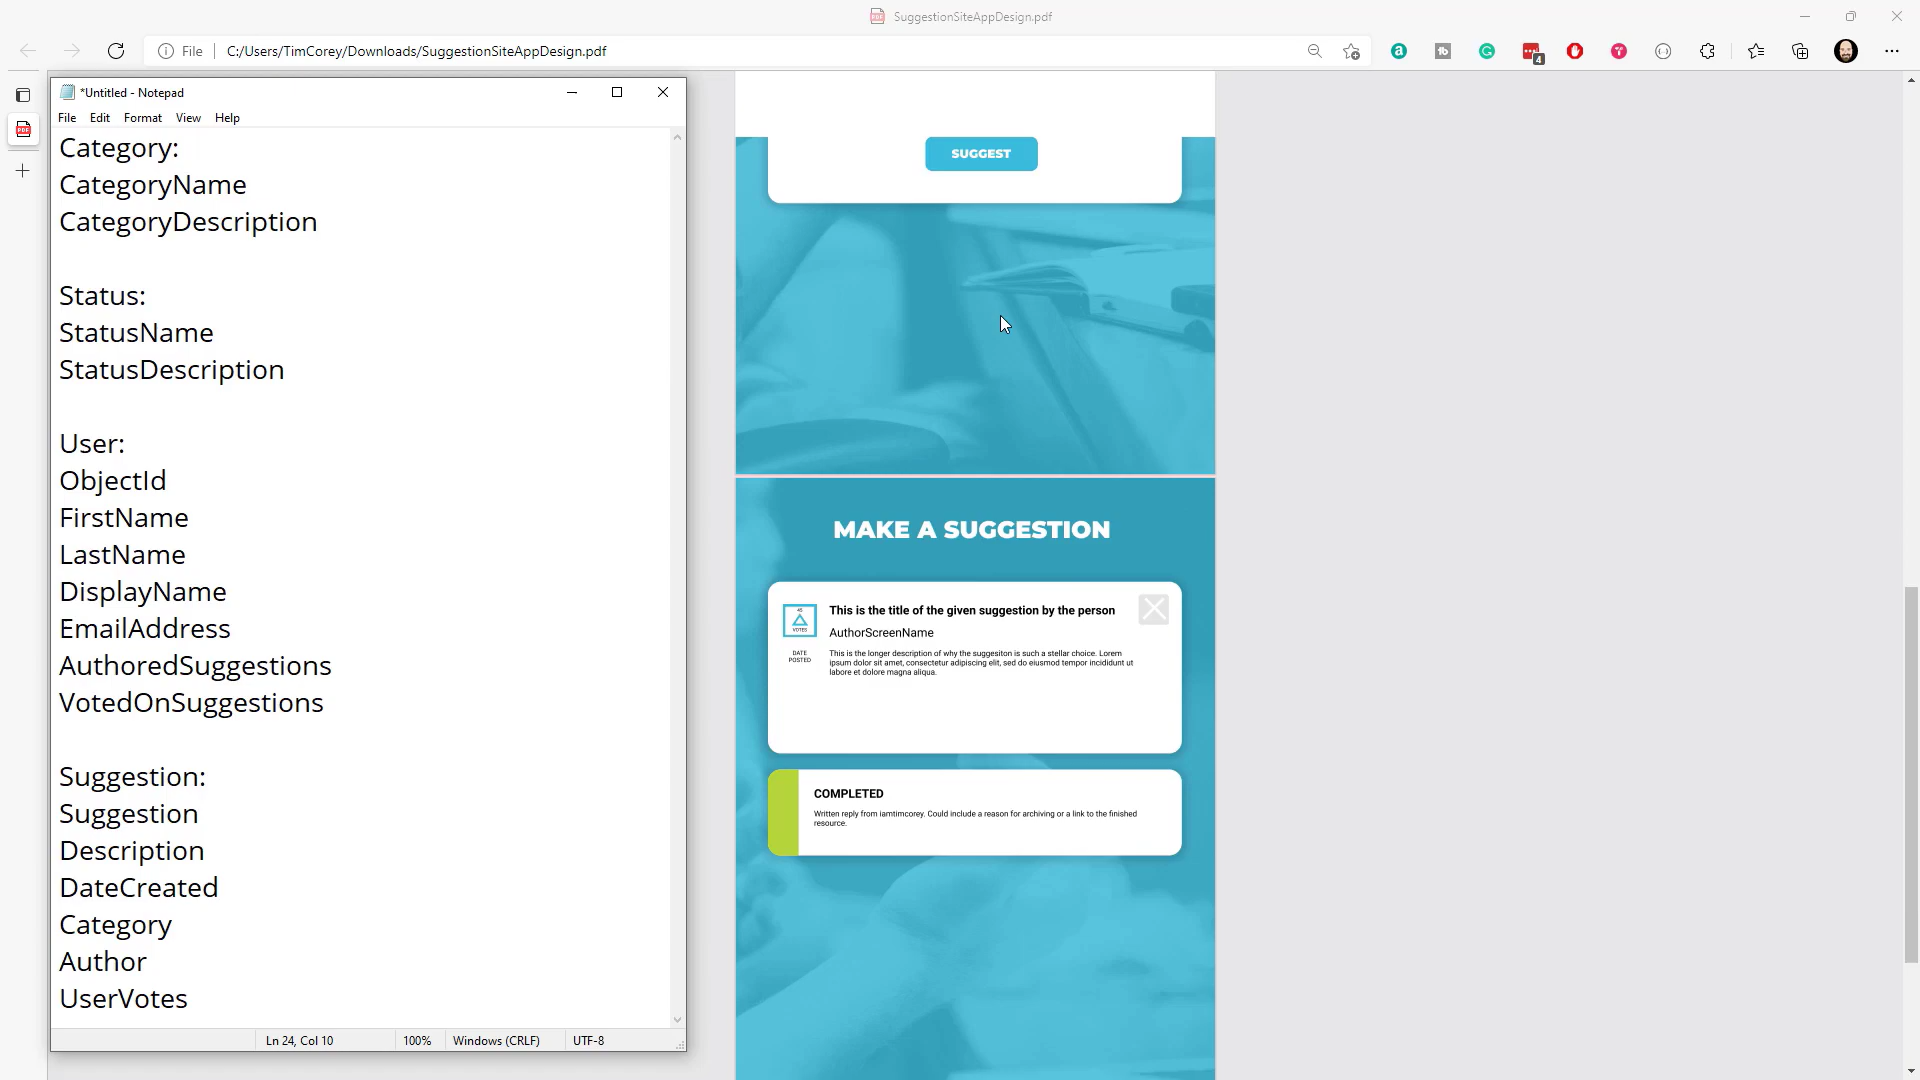 SuggestionSiteAppDesign.pdf
File
C:/Users/TimCorey/Downloads/SuggestionSiteAppDesign.pdf
4
*Untitled - Notepad
File Edit Format View Help
Category:
CategoryName
CategoryDescription
Status:
StatusName
StatusDescription
User:
ObjectId
FirstName
LastName
DisplayName
EmailAddress
AuthoredSuggestions
VotedOnSuggestions
Suggestion:
Suggestion
Description
DateCreated
Category
Author
UserVotes
Ln 24, Col 10 100% Windows (CRLF) UTF-8
SUGGEST
MAKE A SUGGESTION
VOTES
DATE
POSTED
This is the title of the given suggestion by the person
AuthorScreenName
This is the longer description of why the suggesiton is such a stellar choice. Lorem
ipsum dolor sit amet, consectetur adipiscing elit, sed do eiusmod tempor incididunt ut
labore et dolore magna aliqua.
COMPLETED
Written reply from iamtimcorey. Could include a reason for archiving or a link to the finished
resource.